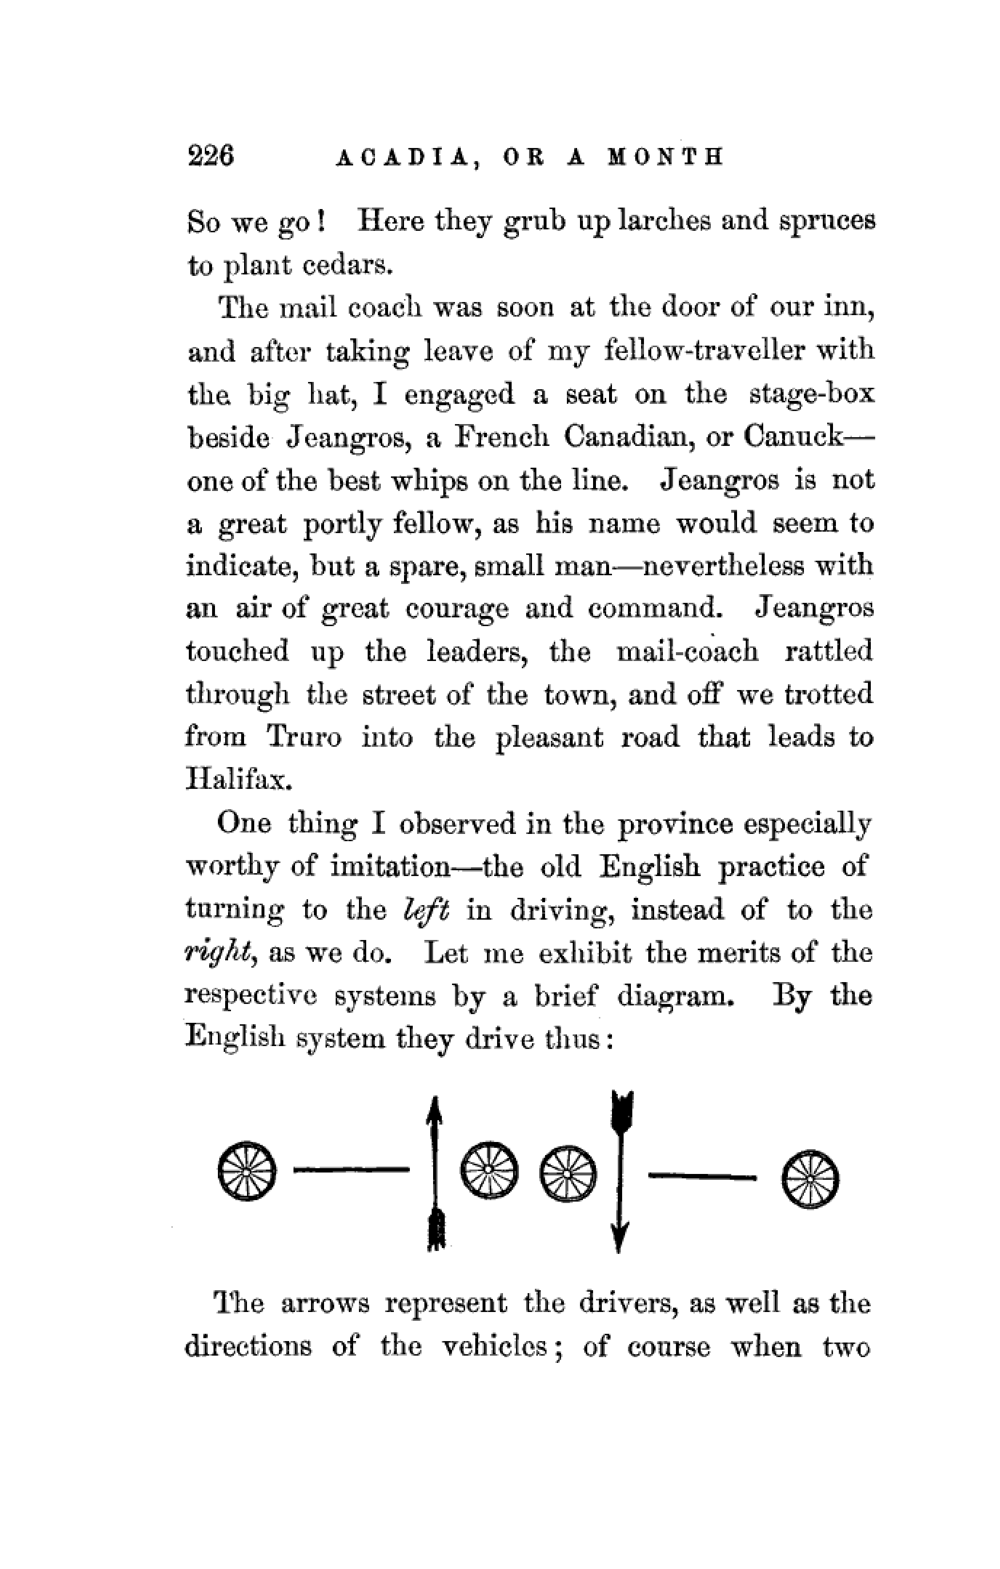 226 ACADIA, OR A MONTH
So we go! Here they grub up larches and spruces
to plant cedars.
The mail coach was soon at the door of our inn,
and after taking leave of my fellow-traveller with
the big hat, I engaged a seat on the stage-box
beside Jeangros, a French Canadian, or Canuck—
one of the best whips on the line. Jeangros is not
a great portly fellow, as his name would seem to
indicate, but a spare, small man—nevertheless with
an air of great courage and command. Jeangros
touched up the leaders, the mail-coach rattled
through the street of the town, and off we trotted
from Truro into the pleasant road that leads to
Halifax.
One thing I observed in the province especially
worthy of imitation—the old English practice of
turning to the left in driving, instead of to the
right, as we do. Let me exhibit the merits of the
respective systems by a brief diagram. By the
English system they drive thus:
The arrows represent the drivers, as well as the
directions of the vehicles; of course when two